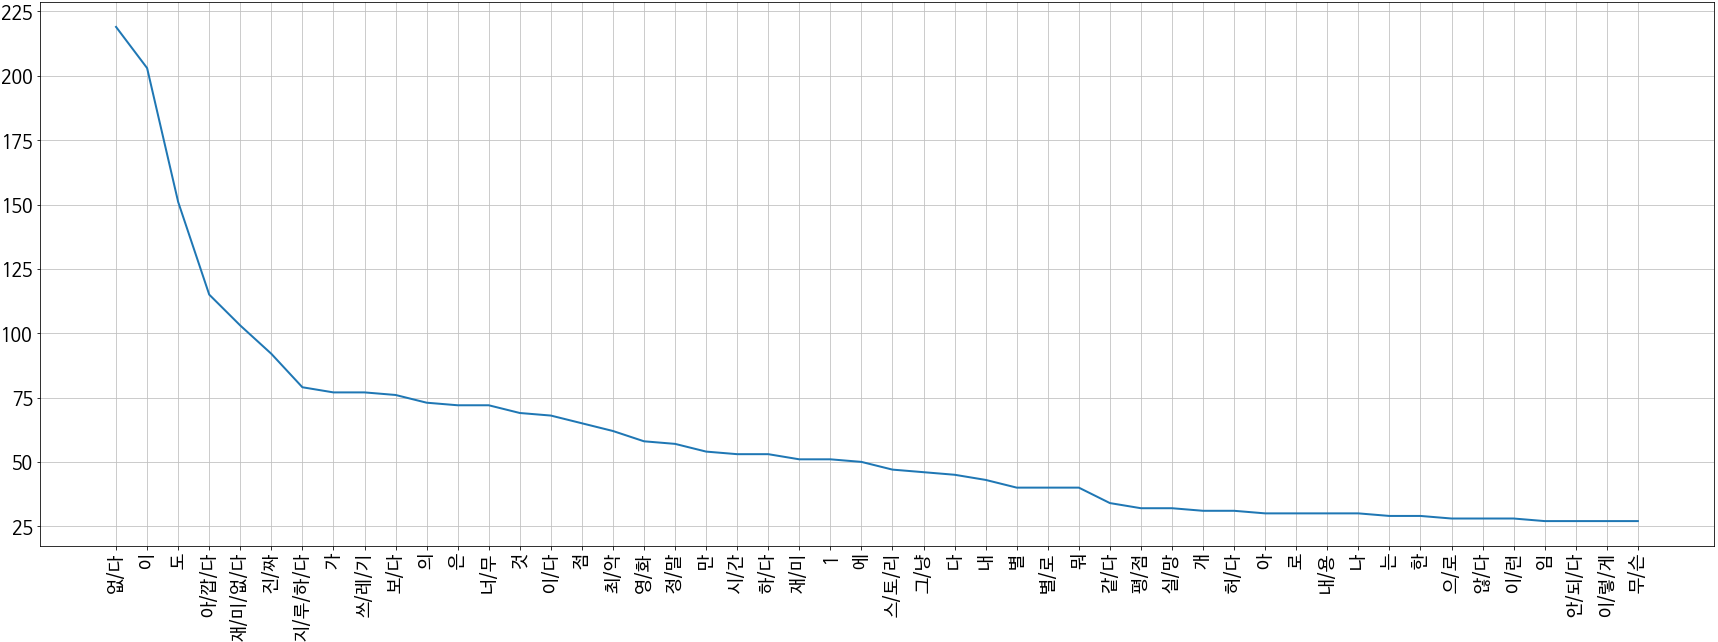 225
200
175
150
125
100
75
50
25
없/다
이
도
아/깝/다
재/미/없/다
진/짜
지/루/하/다
가
쓰/레/기
보/다
의
은
너/무
것
이/다
점
최/악
영/화
정/말
만
시/간
하/다
재/미
1
에
스/토/리
그/냥
다
내
별
별/로
뭐
같/다
평/점
실/망
개
허/다
아
로
내/용
나
는
한
으/로
않/다
이/런
임
안/되/다
이/렇/게
무/슨